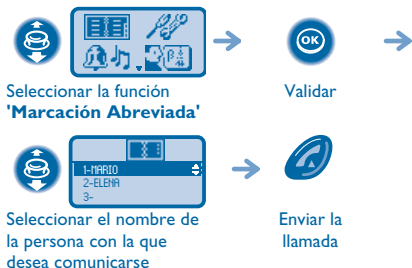 OK
Seleccionar la función
'Marcación Abreviada'
Validar
1-MARIO
2-ELENA
3-
Seleccionar el nombre de
la persona con la que
desea comunicarse
Enviar la
llamada